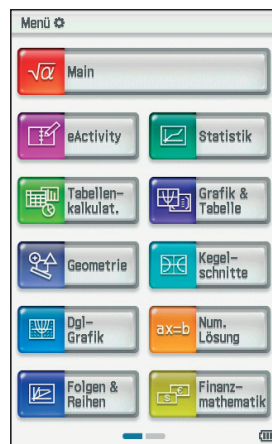 Menü
√α Main
eActivity
Statistik
Tabellen-
kalkulat.
Grafik &
Tabelle
Geometrie
Kegel-
schnitte
Dgl-
Grafik
ax=b
Num.
Lösung
Folgen &
Reihen
Finanz-
mathematik